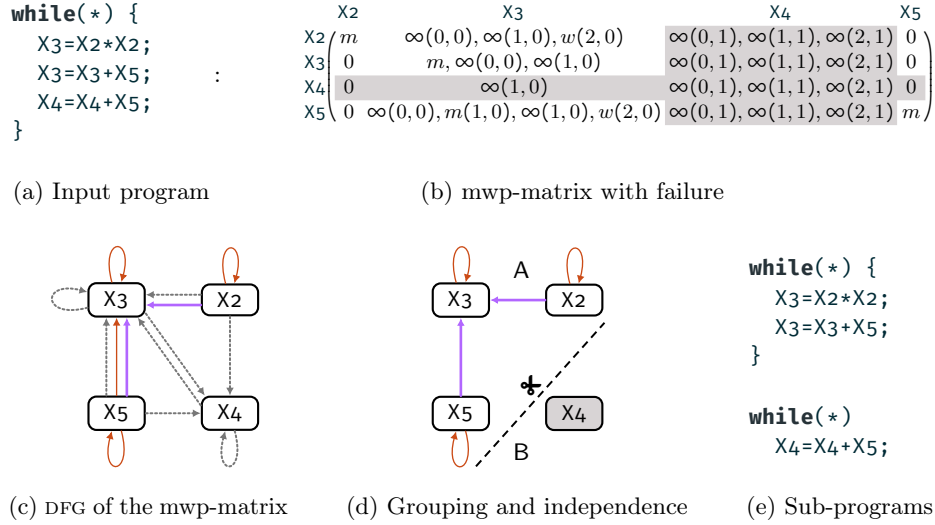 while(*) {
X3=X2*X2;
X3=X3+X5;
X4=X4+X5;
}
:
X2 X3 X4 X5
X2 m ∞(0,0), ∞(1,0), w(2,0) ∞(0,1), ∞(1,1), ∞(2,1) 0
X3 0 m, ∞(0,0), ∞(1,0) ∞(0,1), ∞(1,1), ∞(2,1) 0
X4 0 ∞(1,0) ∞(0,1), ∞(1,1), ∞(2,1) 0
X5 0 ∞(0,0), m(1,0), ∞(1,0), w(2,0) ∞(0,1), ∞(1,1), ∞(2,1) m
(a) Input program
(b) mwp-matrix with failure
X3 X2
X5 X4
(c) DFG of the mwp-matrix
A
X3 X2
X5 X4
B
(d) Grouping and independence
while(*) {
X3=X2*X2;
X3=X3+X5;
}
while(*)
X4=X4+X5;
(e) Sub-programs